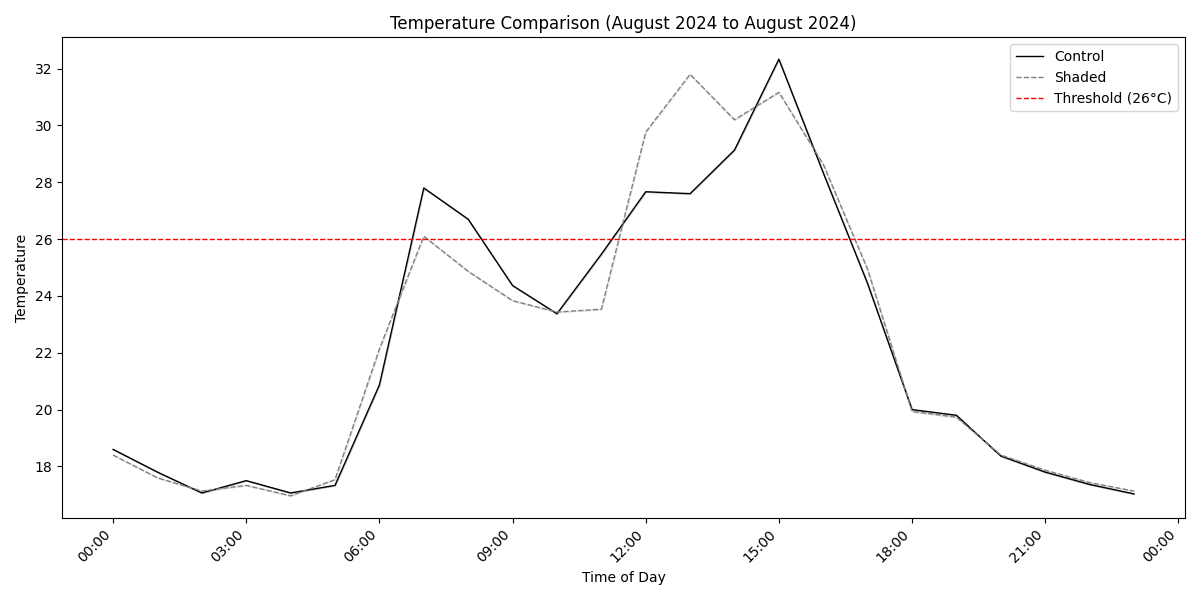 Temperature Comparison (August 2024 to August 2024)
Control
Shaded
Threshold (26°C)
Temperature
32
30
28
26
24
22
20
18
00:00
03:00
06:00
09:00
12:00
15:00
18:00
21:00
00:00
Time of Day